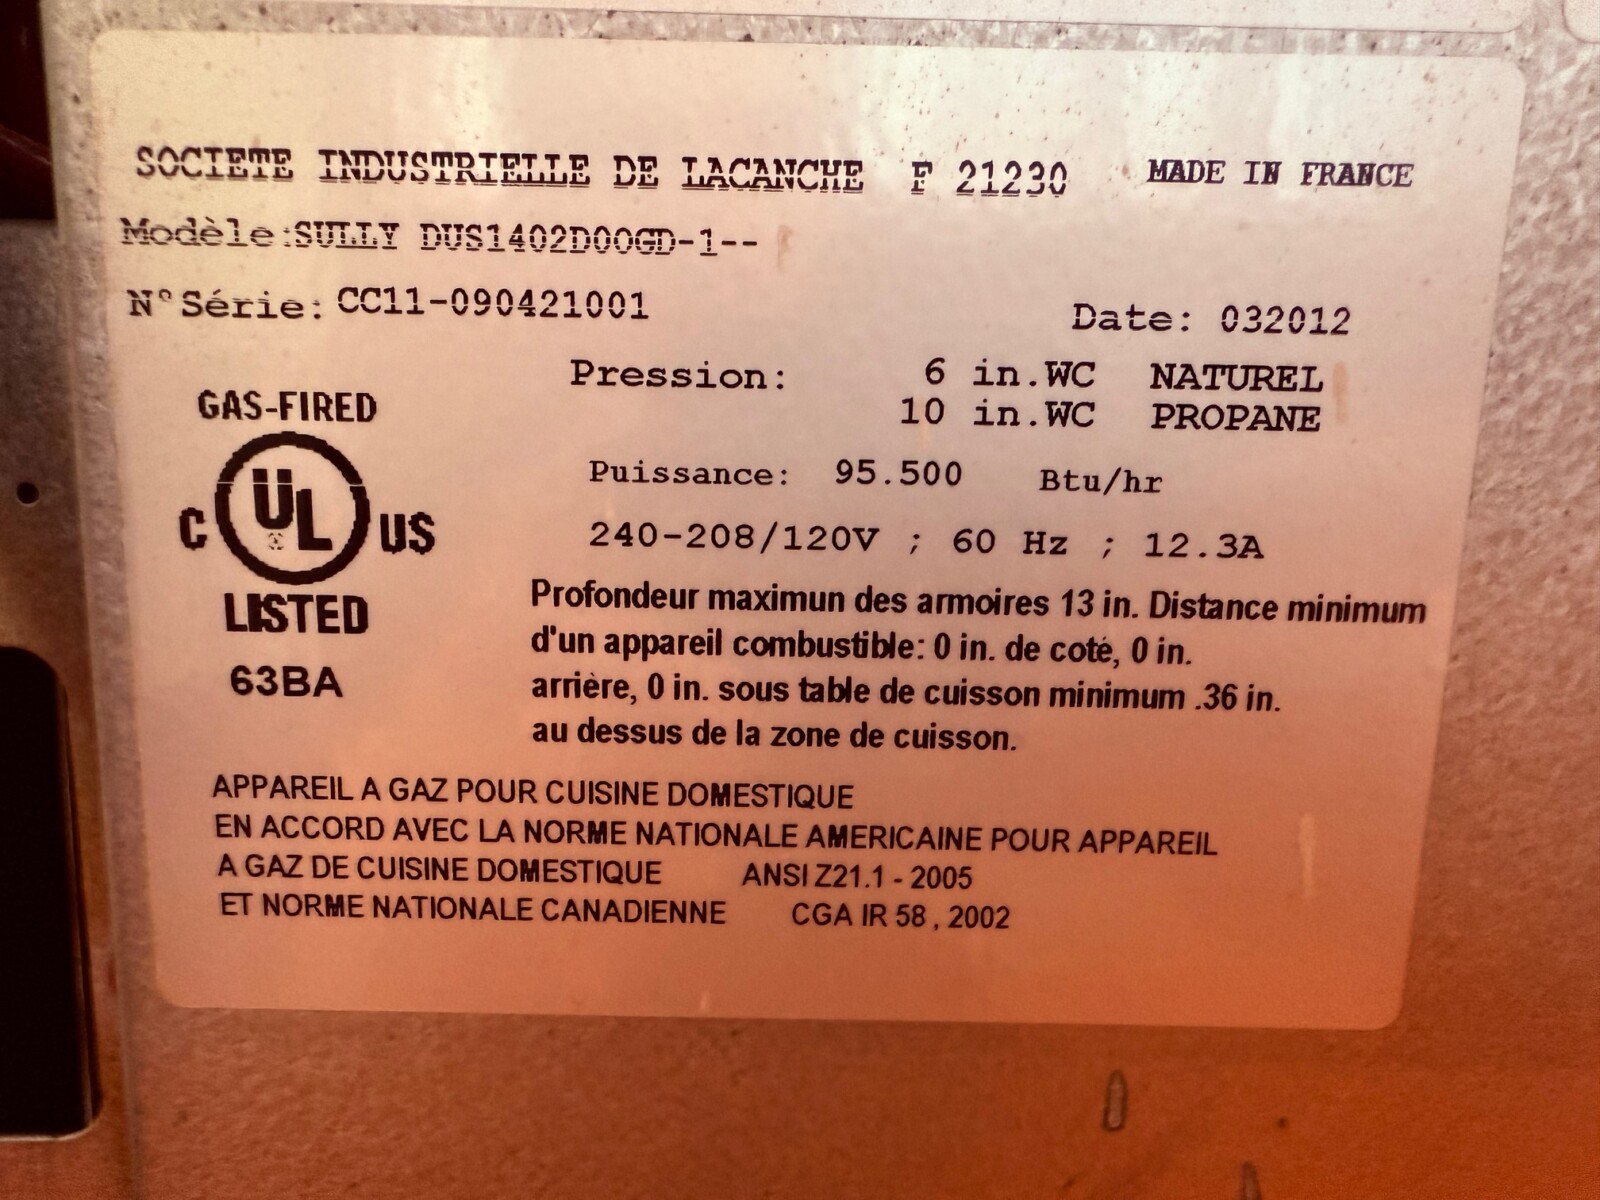 SOCIETE INDUSTRIELLE DE LACANCHE F 21230 MADE IN FRANCE
Modèle:SULLY DUS1402D00GD-1--
N°Série: CC11-090421001 Date: 032012
Pression: 6 in.WC NATUREL
10 in.WC PROPANE
GAS-FIRED
Puissance: 95.500 Btu/hr
C UL US
240-208/120V ; 60 Hz ; 12.3A
LISTED
63BA
Profondeur maximun des armoires 13 in. Distance minimum
d'un appareil combustible: 0 in. de coté, 0 in.
arrière, 0 in. sous table de cuisson minimum .36 in.
au dessus de la zone de cuisson.
APPAREIL A GAZ POUR CUISINE DOMESTIQUE
EN ACCORD AVEC LA NORME NATIONALE AMERICAINE POUR APPAREIL
A GAZ DE CUISINE DOMESTIQUE ANSI Z21.1 - 2005
ET NORME NATIONALE CANADIENNE CGA IR 58 , 2002